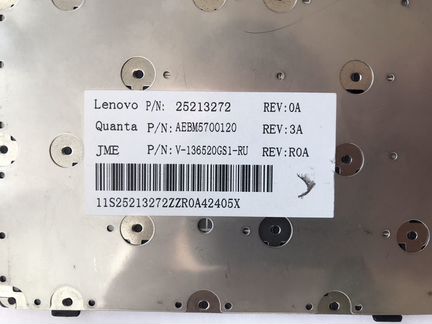 Lenovo P/N: 25213272 REV:0A
Quanta P/N:AEBM5700120 REV:3A
JME P/N:V-136520GS1-RU REV:R0A
11S25213272ZZR0A42405X